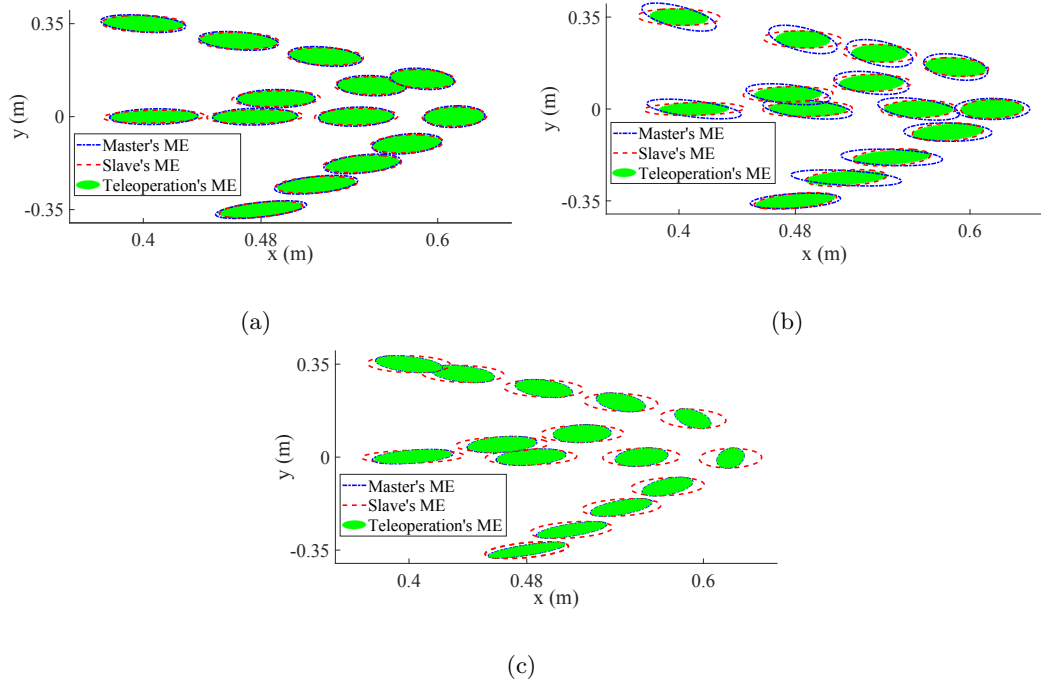 0.35
0
-0.35
y (m)
Master's ME
Slave's ME
Teleoperation's ME
0.4
0.48
0.6
x (m)
(a)
0.35
0
-0.35
y (m)
Master's ME
Slave's ME
Teleoperation's ME
0.4
0.48
0.6
x (m)
(b)
0.35
0
-0.35
y (m)
Master's ME
Slave's ME
Teleoperation's ME
0.4
0.48
0.6
x (m)
(c)